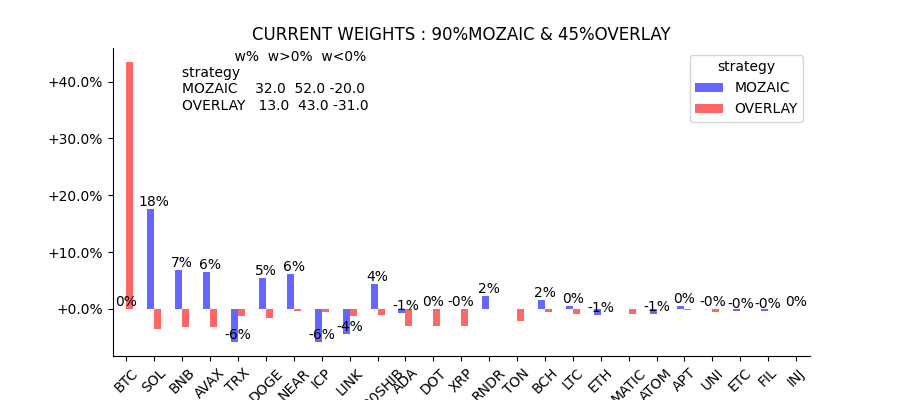 CURRENT WEIGHTS : 90%MOZAIC & 45%OVERLAY
w% w>0% w<0%
strategy
MOZAIC 32.0 52.0 -20.0
OVERLAY 13.0 43.0 -31.0
strategy
MOZAIC
OVERLAY
+40.0%
+30.0%
+20.0%
+10.0%
+0.0%
0% 18% 7% 6% -6% 5% 6% -6% -4% 4% -1% 0% -0% 2% 2% 0% -1% -1% 0% -0% -0% -0% 0%
BTC SOL BNB AVAX TRX DOGE NEAR ICP LINK 00SHIB ADA DOT XRP RNDR TON BCH LTC ETH MATIC ATOM APT UNI ETC FIL INJ